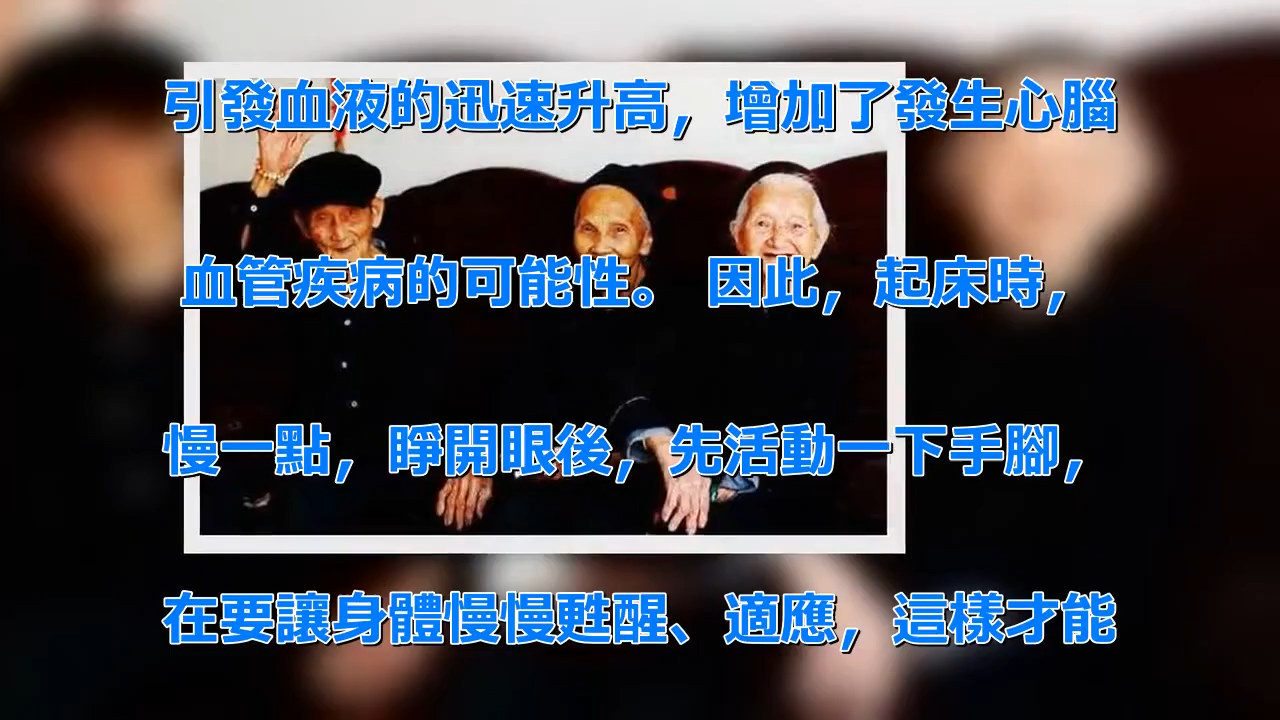 引發血液的迅速升高，增加了發生心腦
血管疾病的可能性。 因此，起床時，
慢一點，睜開眼後，先活動一下手腳，
在要讓身體慢慢甦醒、適應，這樣才能